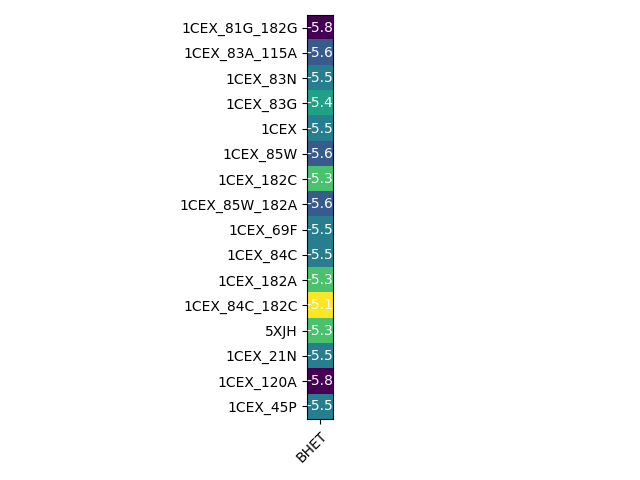 1CEX_81G_182G -5.8
1CEX_83A_115A -5.6
1CEX_83N -5.5
1CEX_83G -5.4
1CEX -5.5
1CEX_85W -5.6
1CEX_182C -5.3
1CEX_85W_182A -5.6
1CEX_69F -5.5
1CEX_84C -5.5
1CEX_182A -5.3
1CEX_84C_182C -5.1
5XJH -5.3
1CEX_21N -5.5
1CEX_120A -5.8
1CEX_45P -5.5
BHET